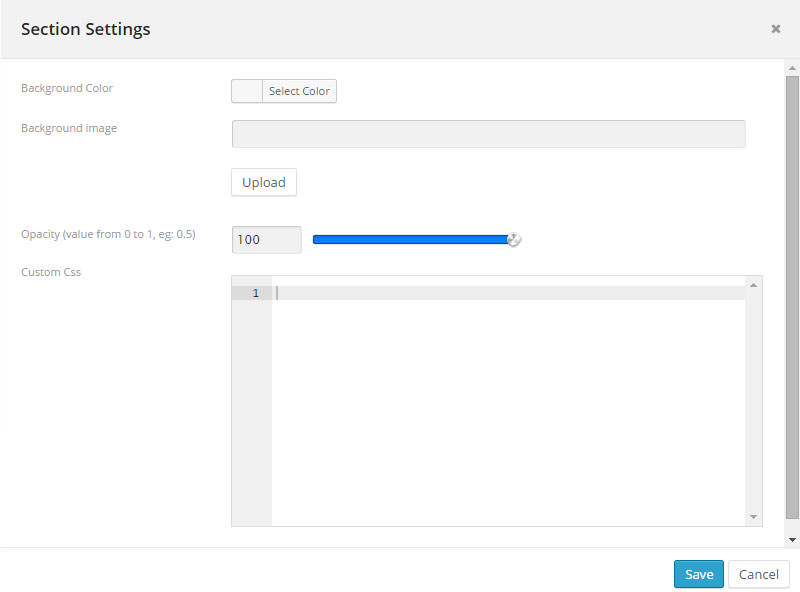 Section Settings
Background Color
Select Color
Background image
Upload
Opacity (value from 0 to 1, eg: 0.5)
100
Custom Css
1
Save
Cancel